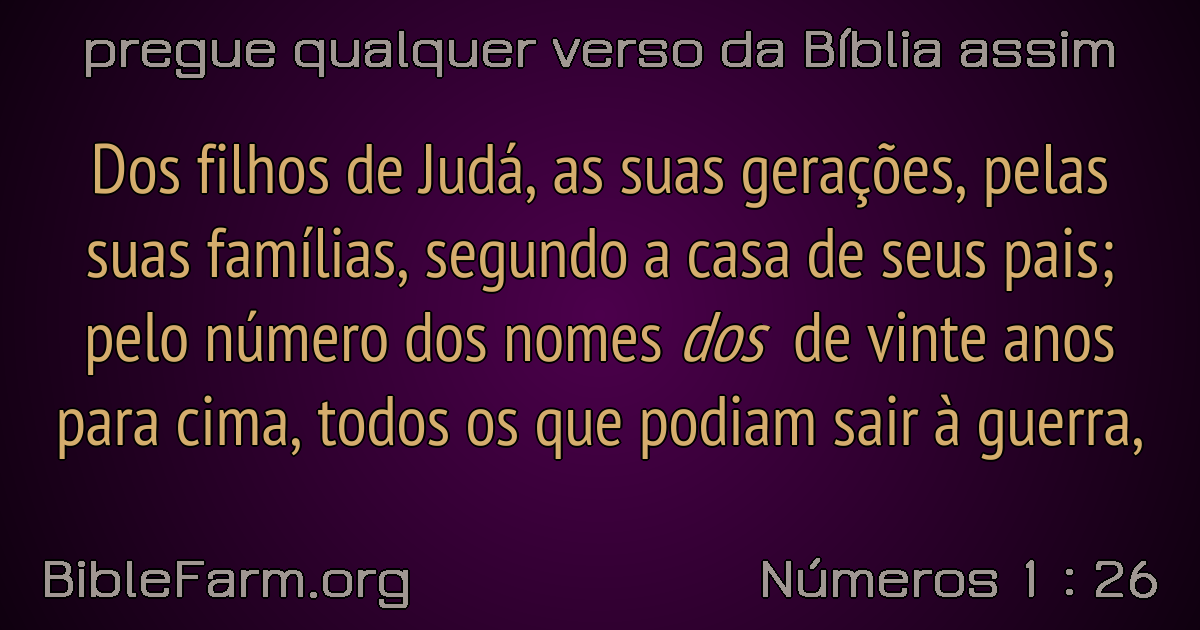 pregue qualquer verso da Bíblia assim
Dos filhos de Judá, as suas gerações, pelas
suas famílias, segundo a casa de seus pais;
pelo número dos nomes dos de vinte anos
para cima, todos os que podiam sair à guerra,
BibleFarm.org
Números 1 : 26